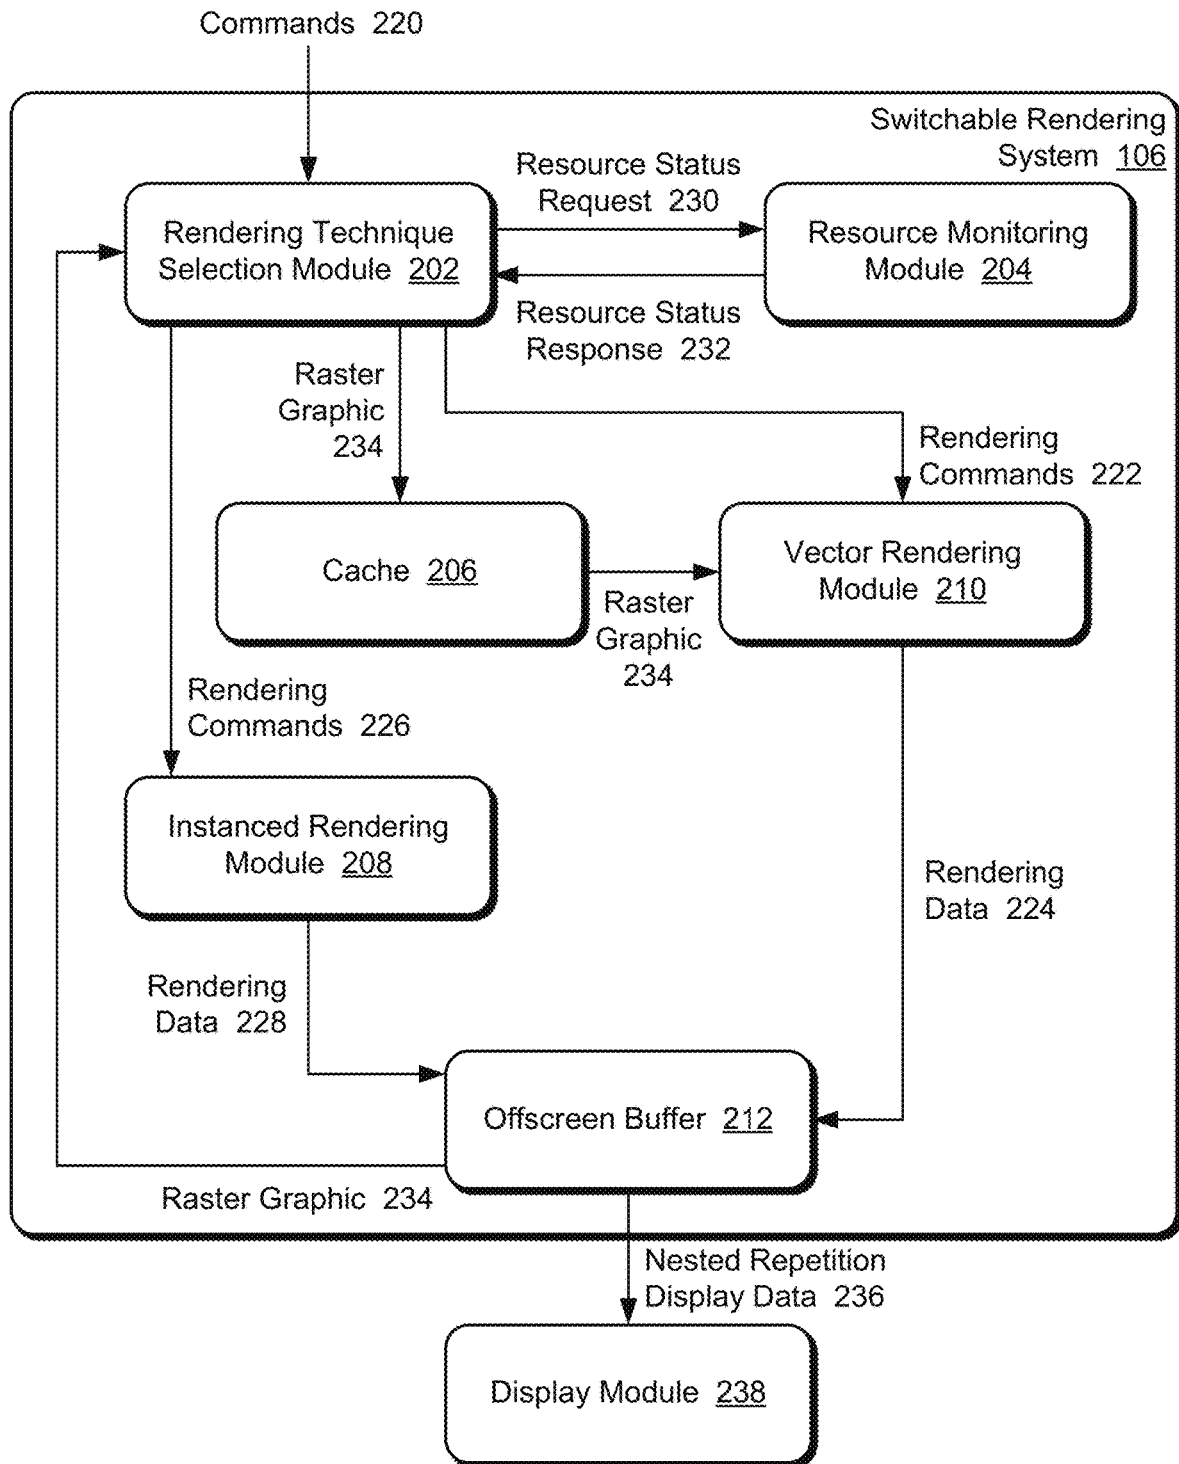 Commands 220
Switchable Rendering
System 106
Resource Status
Request 230
Rendering Technique
Selection Module 202
Resource Monitoring
Module 204
Resource Status
Response 232
Raster
Graphic
234
Rendering
Commands 222
Cache 206
Vector Rendering
Module 210
Raster
Graphic
234
Rendering
Commands 226
Instanced Rendering
Module 208
Rendering
Data 224
Rendering
Data 228
Offscreen Buffer 212
Raster Graphic 234
Nested Repetition
Display Data 236
Display Module 238